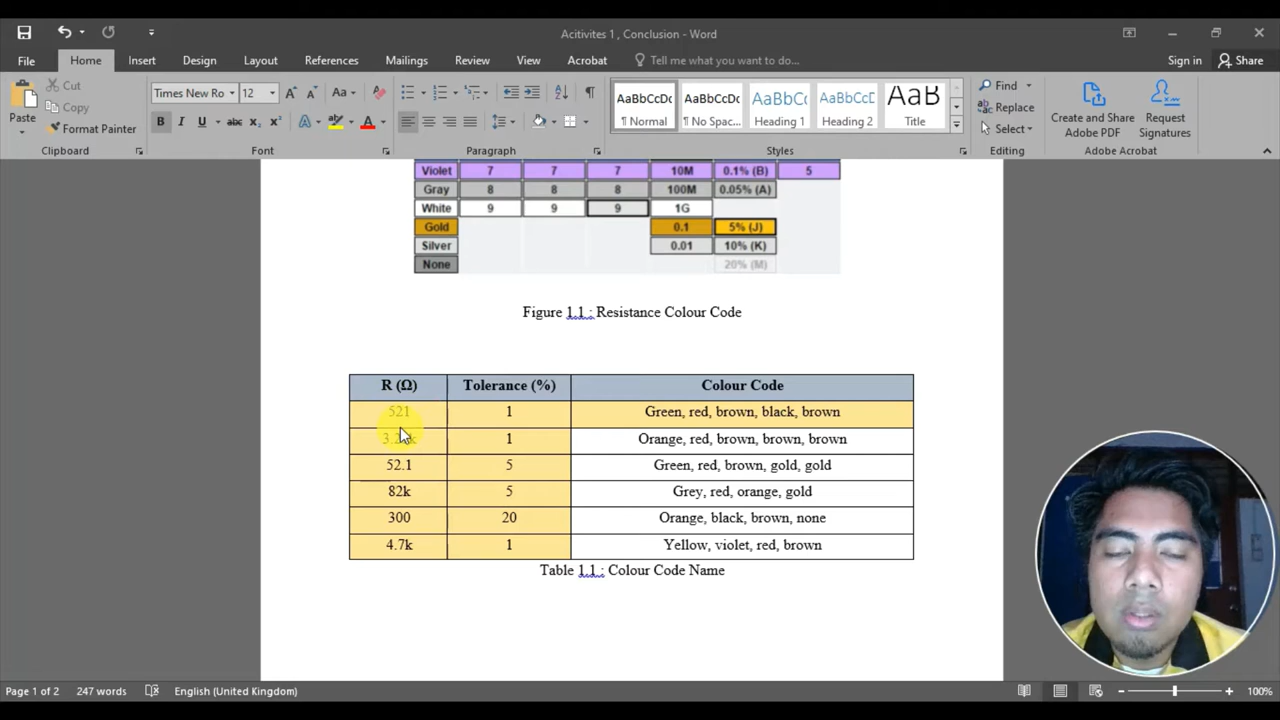 Acitivites 1 , Conclusion - Word
File Home Insert Design Layout References Mailings Review View Acrobat Tell me what you want to do... Sign in Share
Paste Cut Copy Format Painter
Times New Ro 12 Aa
B I U abc X₂ X² A A
AaBbCcDc AaBbCcDc AaBbCc AaBbCcE AaB
¶ Normal ¶ No Spac... Heading 1 Heading 2 Title
Find Replace Select
Create and Share Adobe PDF Request Signatures
Clipboard Font Paragraph Styles Editing Adobe Acrobat
Violet 7 7 7 10M 0.1% (B) 5
Gray 8 8 8 100M 0.05% (A)
White 9 9 9 1G
Gold 0.1 5% (J)
Silver 0.01 10% (K)
None 20% (M)
Figure 1.1 : Resistance Colour Code
R (Ω) Tolerance (%) Colour Code
521 1 Green, red, brown, black, brown
1 Orange, red, brown, brown, brown
52.1 5 Green, red, brown, gold, gold
82k 5 Grey, red, orange, gold
300 20 Orange, black, brown, none
4.7k 1 Yellow, violet, red, brown
Table 1.1 : Colour Code Name
Page 1 of 2 247 words English (United Kingdom) 100%